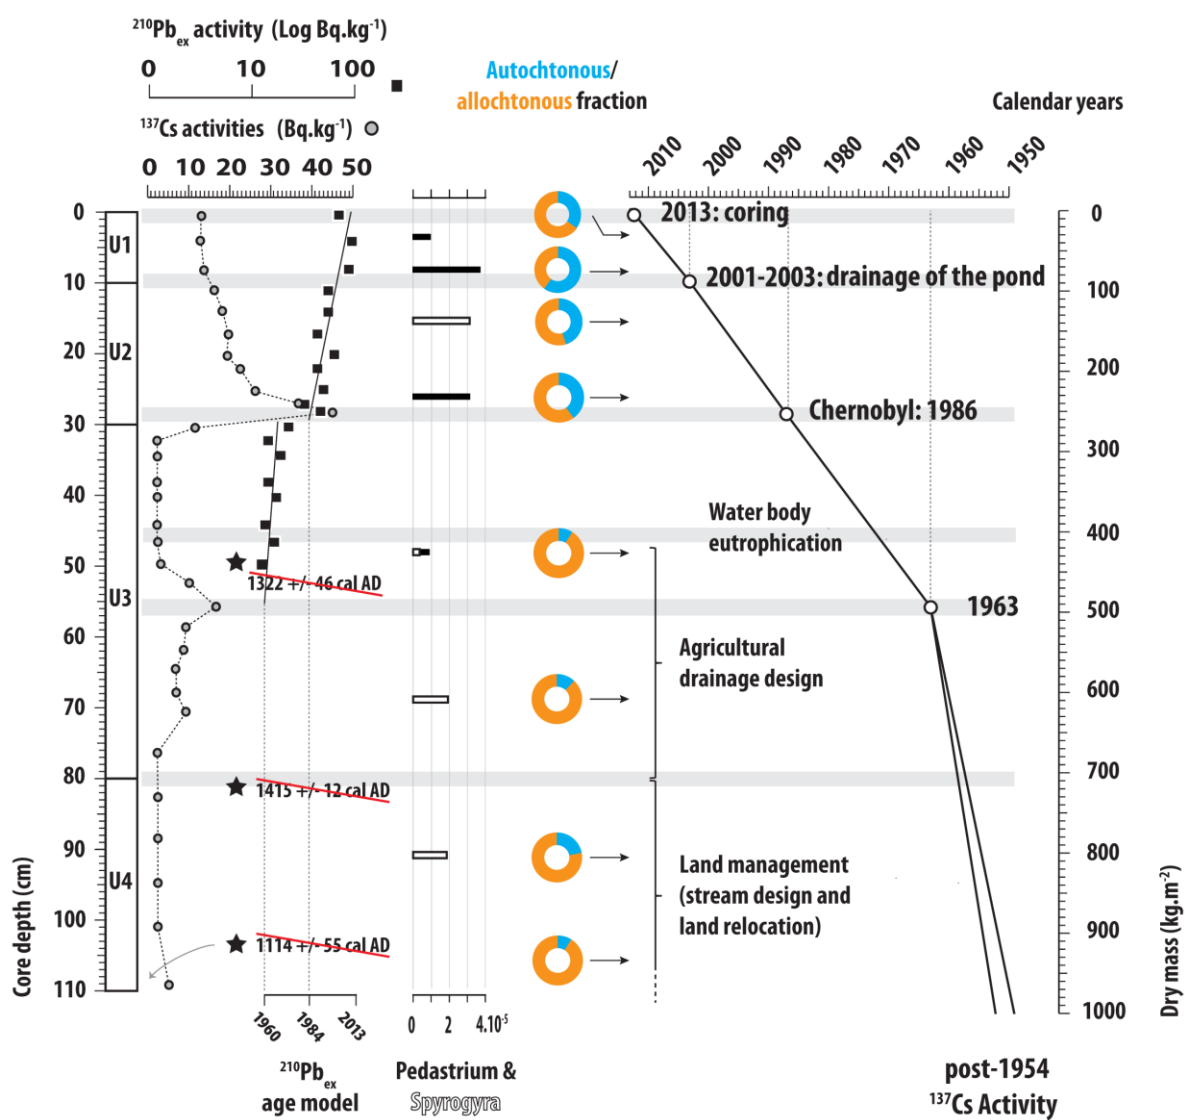 210Pbex activity (Log Bq.kg-1)
0 10 100
137Cs activities (Bq.kg-1)
0 10 20 30 40 50
Autochtonous/
allochtonous fraction
Calendar years
2010 2000 1990 1980 1970 1960 1950
0
10
20
30
40
50
60
70
80
90
100
110
Core depth (cm)
U1
U2
U3
U4
2013: coring
2001-2003: drainage of the pond
Chernobyl: 1986
Water body
eutrophication
1963
1322 +/- 46 cal AD
Agricultural
drainage design
1415 +/- 12 cal AD
Land management
(stream design and
land relocation)
1114 +/- 55 cal AD
0
100
200
300
400
500
600
700
800
900
1000
Dry mass (kg.m-2)
1960 1984 2013
0 2 4.10-5
210Pbex
age model
Pedastrium &
Spyrogyra
post-1954
137Cs Activity